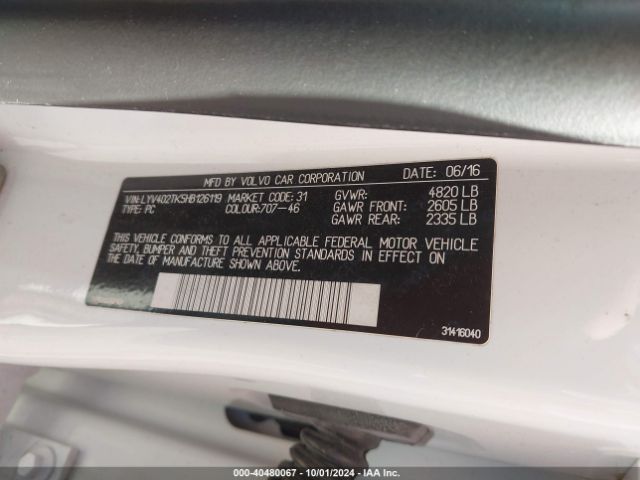 MFD BY VOLVO CAR CORPORATION DATE: 06/16
VIN:LYV402TK5HB126119 MARKET CODE: 31 GVWR: 4820 LB
TYPE: PC COLOUR:707-46 GAWR FRONT: 2605 LB
GAWR REAR: 2335 LB
THIS VEHICLE CONFORMS TO ALL APPLICABLE FEDERAL MOTOR VEHICLE
SAFETY, BUMPER AND THEFT PREVENTION STANDARDS IN EFFECT ON THE
DATE OF MANUFACTURE SHOWN ABOVE.
31416040
000-40480067 - 10/01/2024 - IAA Inc.